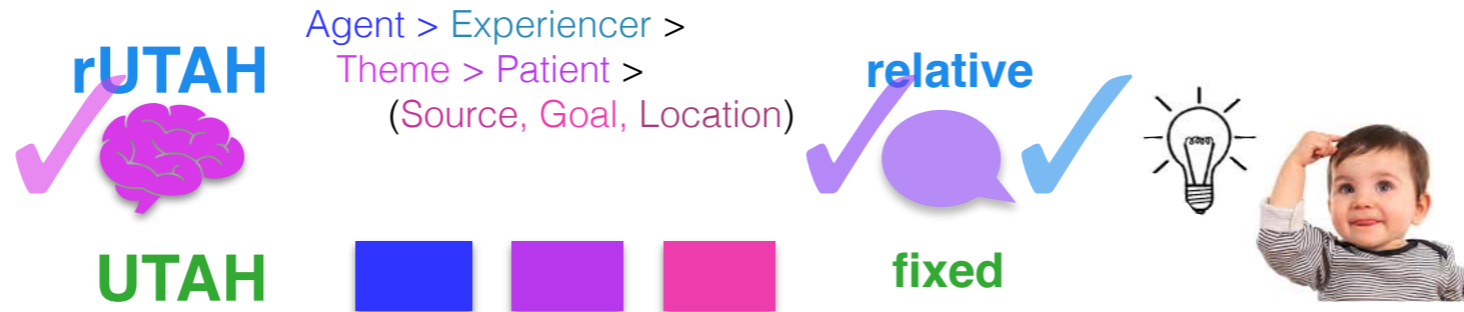 rUTAH
Agent > Experiencer >
Theme > Patient >
(Source, Goal, Location)
relative
UTAH
fixed